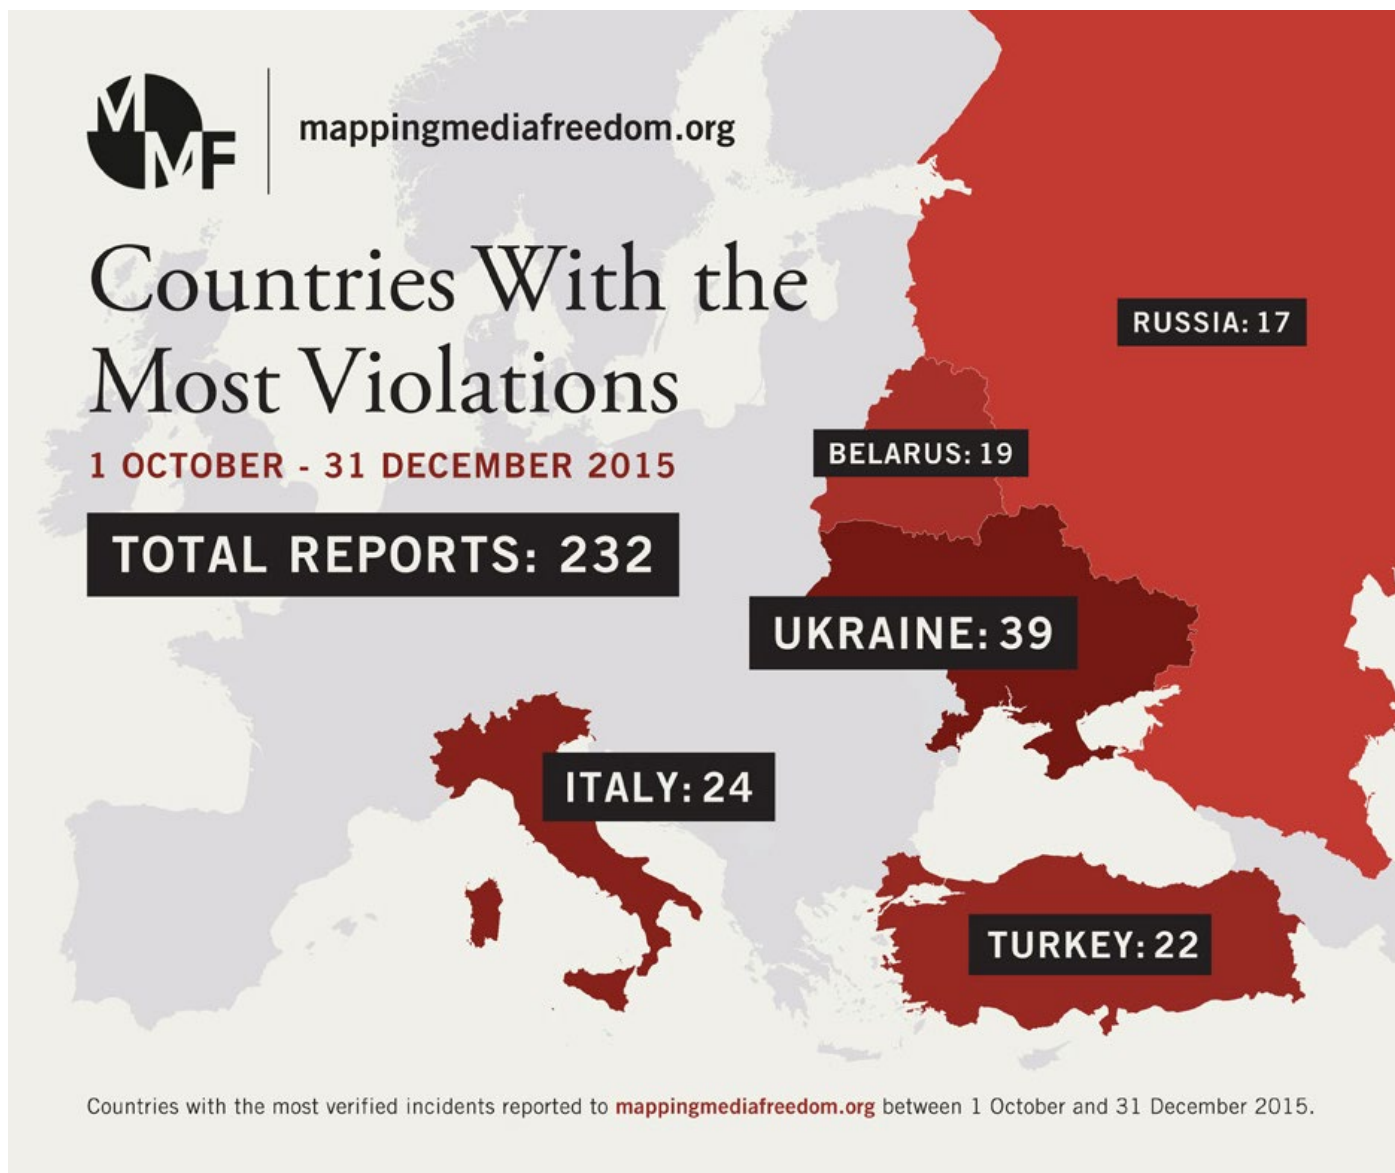 MMF
mappingmediafreedom.org
Countries With the
Most Violations
1 OCTOBER - 31 DECEMBER 2015
TOTAL REPORTS: 232
RUSSIA: 17
BELARUS: 19
UKRAINE: 39
ITALY: 24
TURKEY: 22
Countries with the most verified incidents reported to mappingmediafreedom.org between 1 October and 31 December 2015.